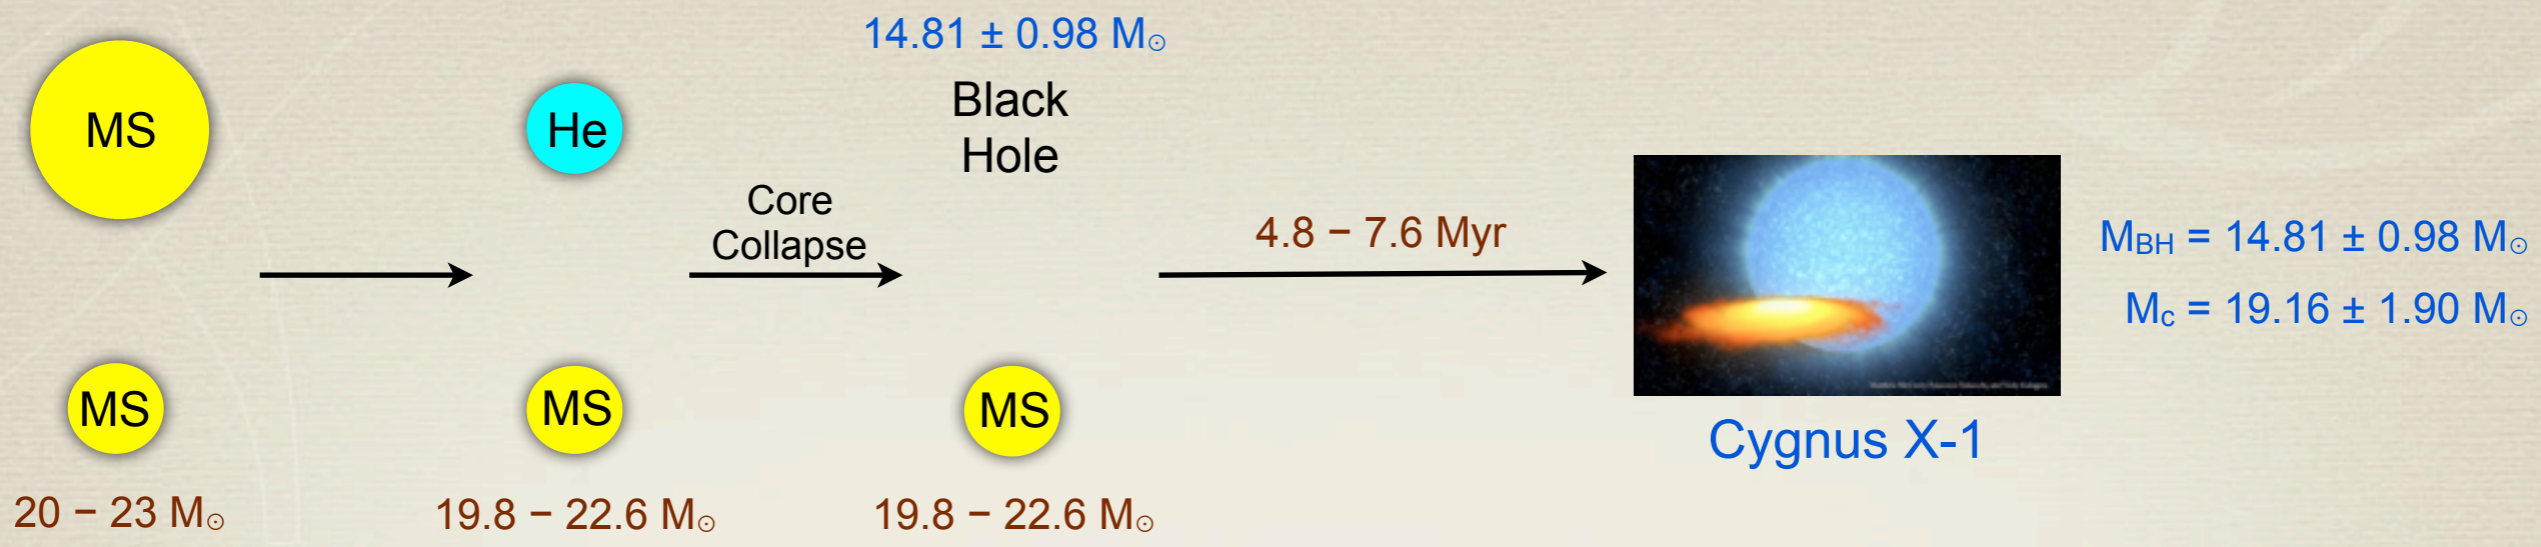 14.81 ± 0.98 M☉
MS
He
Black
Hole
Core
Collapse
4.8 − 7.6 Myr
M_BH = 14.81 ± 0.98 M☉
M_c = 19.16 ± 1.90 M☉
MS
MS
MS
Cygnus X-1
20 − 23 M☉
19.8 − 22.6 M☉
19.8 − 22.6 M☉